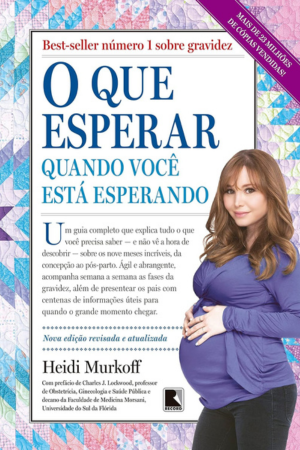 MAIS DE 23 MILHÕES
DE CÓPIAS VENDIDAS!
Best-seller número 1 sobre gravidez
O QUE
ESPERAR
QUANDO VOCÊ
ESTÁ ESPERANDO
Um guia completo que explica tudo o que
você precisa saber — e não vê a hora de
descobrir — sobre os nove meses incríveis, da
concepção ao pós-parto. Ágil e abrangente,
acompanha semana a semana as fases da
gravidez, além de presentear os pais com
centenas de informações úteis para
quando o grande momento chegar.
Nova edição revisada e atualizada
Heidi Murkoff
Com prefácio de Charles J. Lockwood, professor
de Obstetrícia, Ginecologia e Saúde Pública e
decano da Faculdade de Medicina Morsani,
Universidade do Sul da Flórida
RECORD